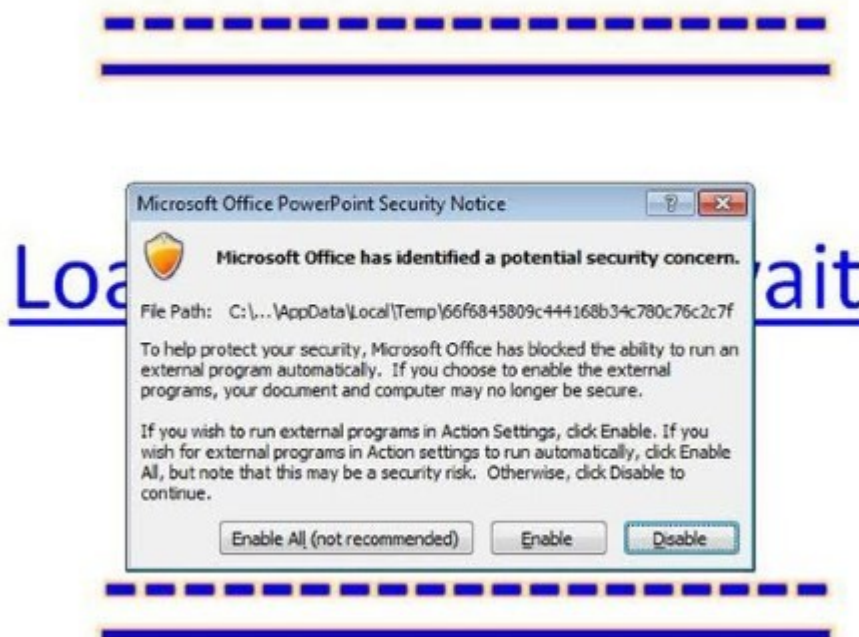 Microsoft Office PowerPoint Security Notice
Microsoft Office has identified a potential security concern.
File Path: C:\...\AppData\Local\Temp\66f6845809c444168b34c780c76c2c7f
To help protect your security, Microsoft Office has blocked the ability to run an
external program automatically. If you choose to enable the external
programs, your document and computer may no longer be secure.
If you wish to run external programs in Action Settings, click Enable. If you
wish for external programs in Action settings to run automatically, click Enable
All, but note that this may be a security risk. Otherwise, click Disable to
continue.
Enable All (not recommended) Enable Disable